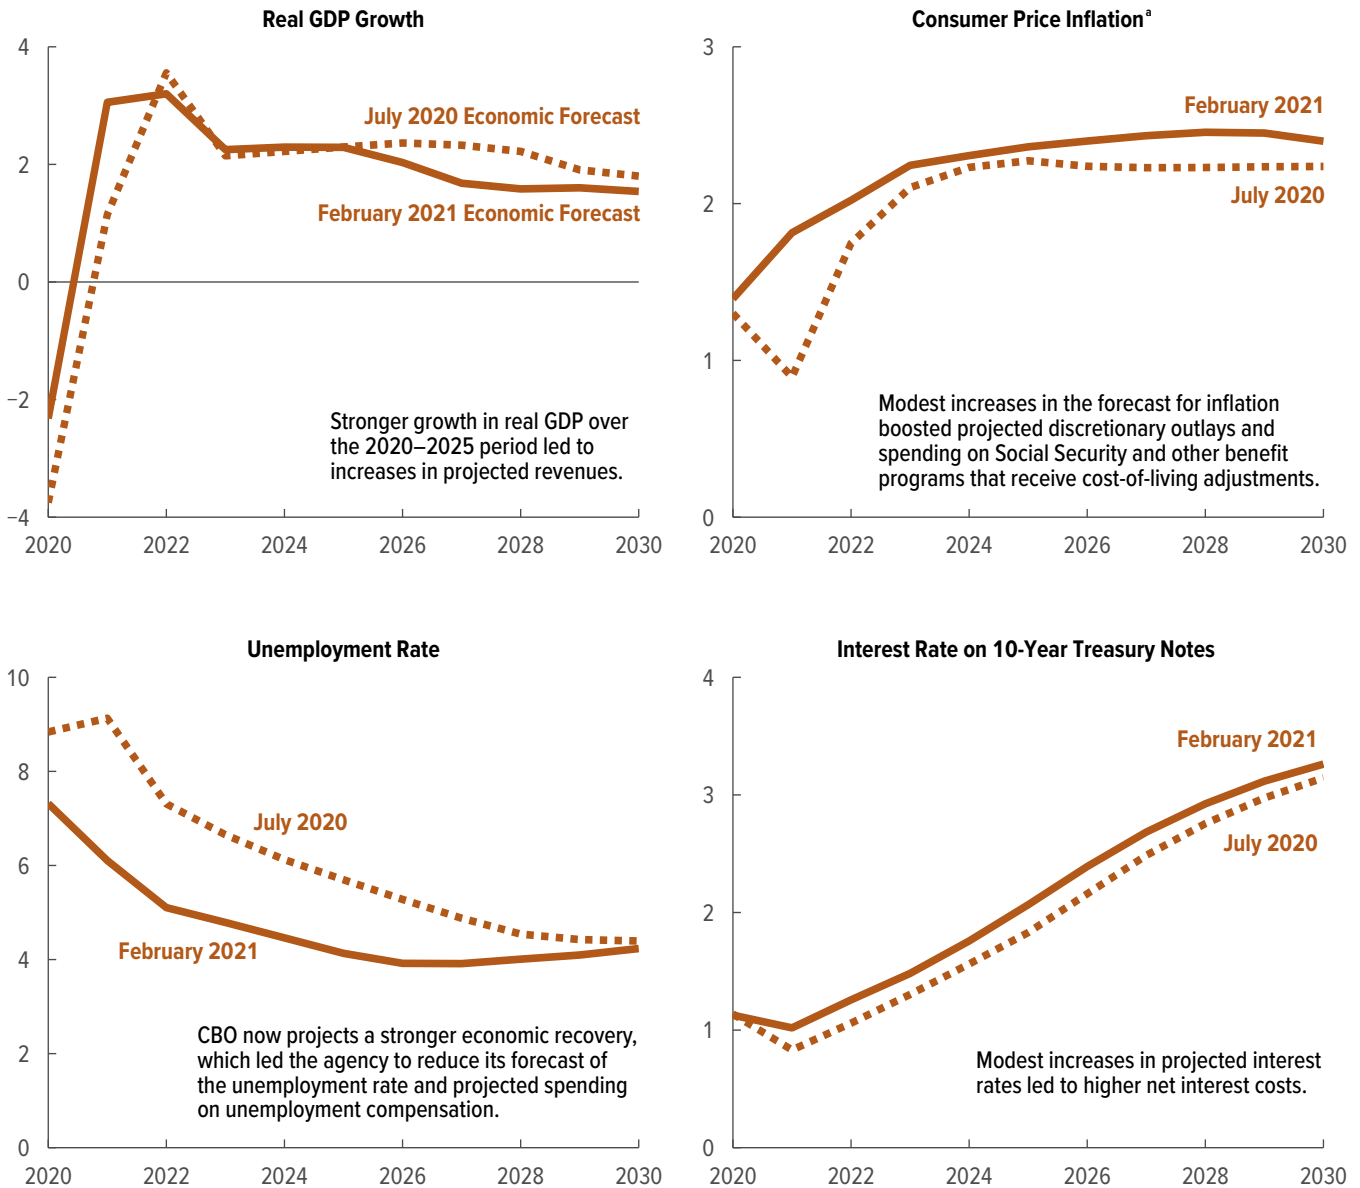 Real GDP Growth
4
2
0
−2
−4
2020 2022 2024 2026 2028 2030
July 2020 Economic Forecast
February 2021 Economic Forecast
Stronger growth in real GDP over
the 2020–2025 period led to
increases in projected revenues.
Consumer Price Inflationᵃ
3
2
1
0
2020 2022 2024 2026 2028 2030
February 2021
July 2020
Modest increases in the forecast for inflation
boosted projected discretionary outlays and
spending on Social Security and other benefit
programs that receive cost-of-living adjustments.
Unemployment Rate
10
8
6
4
2
0
2020 2022 2024 2026 2028 2030
July 2020
February 2021
CBO now projects a stronger economic recovery,
which led the agency to reduce its forecast of
the unemployment rate and projected spending
on unemployment compensation.
Interest Rate on 10-Year Treasury Notes
4
3
2
1
0
2020 2022 2024 2026 2028 2030
February 2021
July 2020
Modest increases in projected interest
rates led to higher net interest costs.